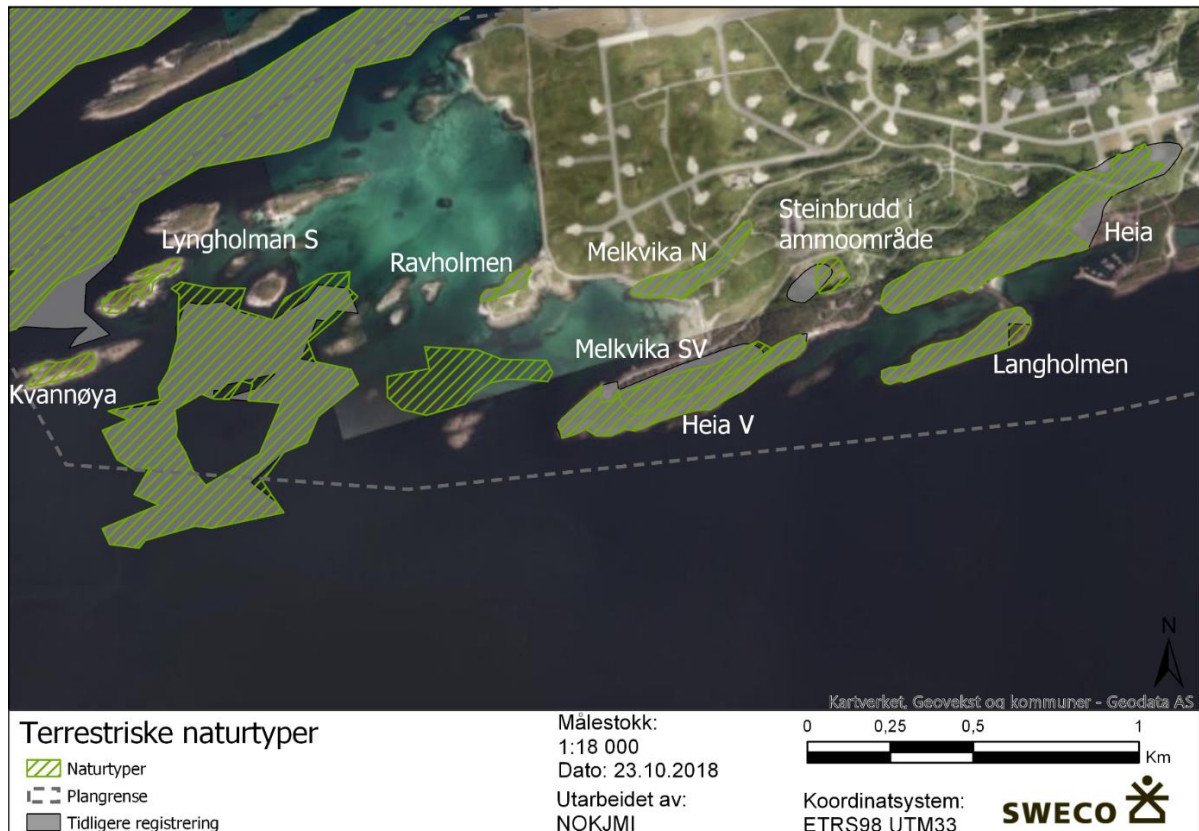 Lyngholman S
Ravholmen
Melkvika N
Steinbrudd i
ammoområde
Heia
Kvannøya
Melkvika SV
Heia V
Langholmen
N
Kartverket, Geovekst og kommuner - Geodata AS
Terrestriske naturtyper
Naturtyper
Plangrense
Tidligere registrering
Målestokk:
1:18 000
Dato: 23.10.2018
Utarbeidet av:
NOKJMI
0 0,25 0,5 1
Km
Koordinatsystem:
ETRS98 UTM33
SWECO